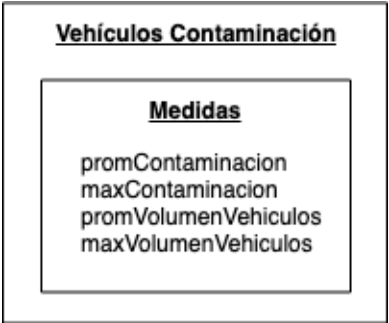 Vehículos Contaminación
Medidas
promContaminacion
maxContaminacion
promVolumenVehiculos
maxVolumenVehiculos